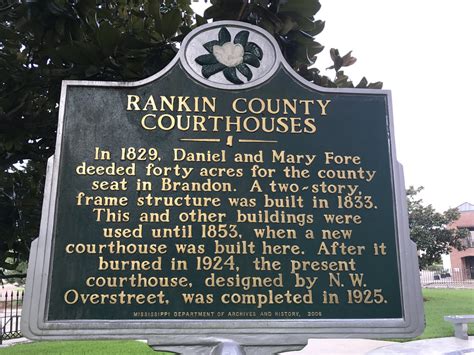 RANKIN COUNTY
COURTHOUSES
In 1829, Daniel and Mary Fore
deeded forty acres for the county
seat in Brandon. A two-story,
frame structure was built in 1833.
This and other buildings were
used until 1853, when a new
courthouse was built here. After it
burned in 1924, the present
courthouse, designed by N. W.
Overstreet, was completed in 1925.
MISSISSIPPI DEPARTMENT OF ARCHIVES AND HISTORY, 2006